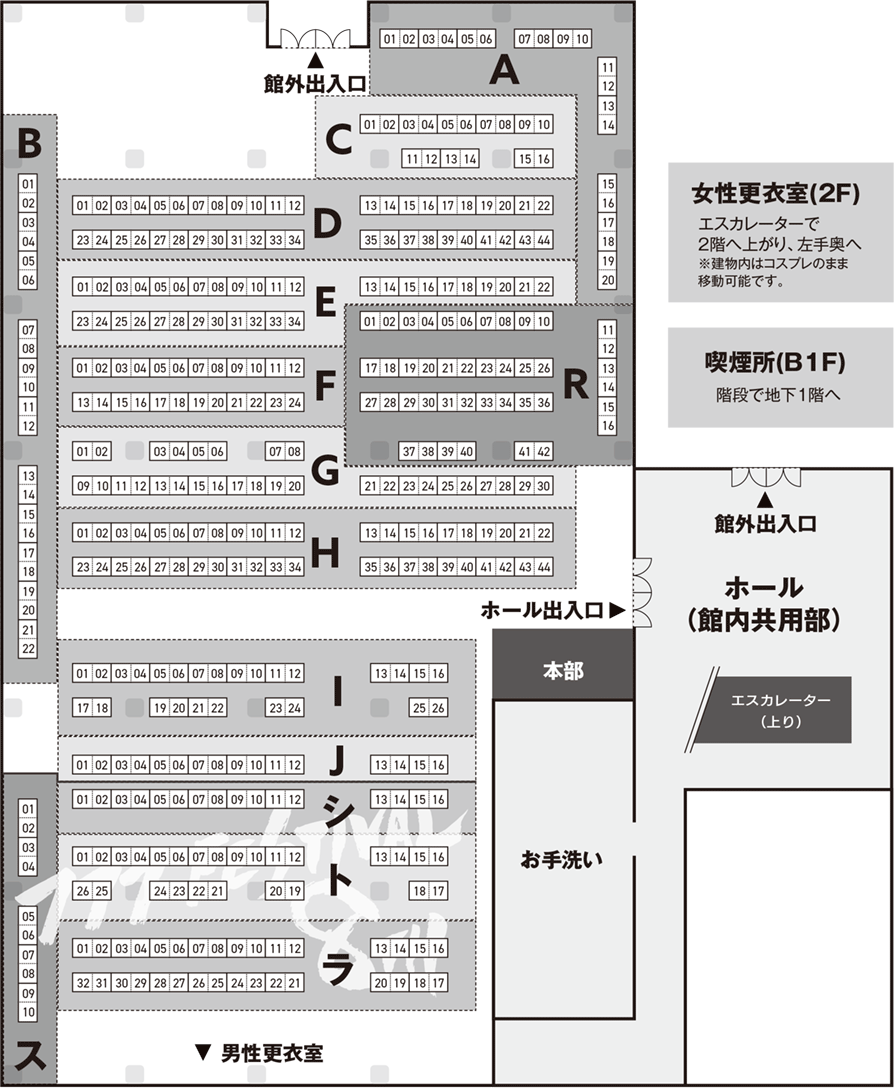 01 02 03 04 05 06 07 08 09 10
A
館外出入口
11
12
13
14
15
16
17
18
19
20
B
01
02
03
04
05
06
07
08
09
10
11
12
13
14
15
16
17
18
19
20
21
22
C
01 02 03 04 05 06 07 08 09 10
11 12 13 14 15 16
D
01 02 03 04 05 06 07 08 09 10 11 12 13 14 15 16 17 18 19 20 21 22
23 24 25 26 27 28 29 30 31 32 33 34 35 36 37 38 39 40 41 42 43 44
E
01 02 03 04 05 06 07 08 09 10 11 12 13 14 15 16 17 18 19 20 21 22
23 24 25 26 27 28 29 30 31 32 33 34
R
01 02 03 04 05 06 07 08 09 10
11
12
13
14
15
16
17 18 19 20 21 22 23 24 25 26
27 28 29 30 31 32 33 34 35 36
37 38 39 40 41 42
F
01 02 03 04 05 06 07 08 09 10 11 12
13 14 15 16 17 18 19 20 21 22 23 24
G
01 02 03 04 05 06 07 08
09 10 11 12 13 14 15 16 17 18 19 20 21 22 23 24 25 26 27 28 29 30
H
01 02 03 04 05 06 07 08 09 10 11 12 13 14 15 16 17 18 19 20 21 22
23 24 25 26 27 28 29 30 31 32 33 34 35 36 37 38 39 40 41 42 43 44
女性更衣室(2F)
エスカレーターで
2階へ上がり、左手奥へ
※建物内はコスプレのまま
移動可能です。
喫煙所(B1F)
階段で地下1階へ
館外出入口
ホール
(館内共用部)
ホール出入口
本部
エスカレーター
(上り)
お手洗い
I
01 02 03 04 05 06 07 08 09 10 11 12 13 14 15 16
17 18 19 20 21 22 23 24 25 26
J
01 02 03 04 05 06 07 08 09 10 11 12 13 14 15 16
シ
01 02 03 04 05 06 07 08 09 10 11 12 13 14 15 16
ト
01 02 03 04 05 06 07 08 09 10 11 12 13 14 15 16
26 25 24 23 22 21 20 19 18 17
ラ
01 02 03 04 05 06 07 08 09 10 11 12 13 14 15 16
32 31 30 29 28 27 26 25 24 23 22 21 20 19 18 17
01
02
03
04
05
06
07
08
09
10
ス
男性更衣室
777 FESTIVAL
8TH